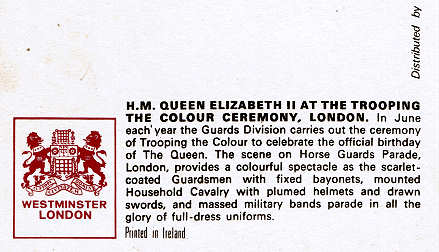 Distributed by
H.M. QUEEN ELIZABETH II AT THE TROOPING
THE COLOUR CEREMONY, LONDON. In June
each year the Guards Division carries out the ceremony
of Trooping the Colour to celebrate the official birthday
of The Queen. The scene on Horse Guards Parade,
London, provides a colourful spectacle as the scarlet-
coated Guardsmen with fixed bayonets, mounted
Household Cavalry with plumed helmets and drawn
swords, and massed military bands parade in all the
glory of full-dress uniforms.
Printed in Ireland
WESTMINSTER
LONDON